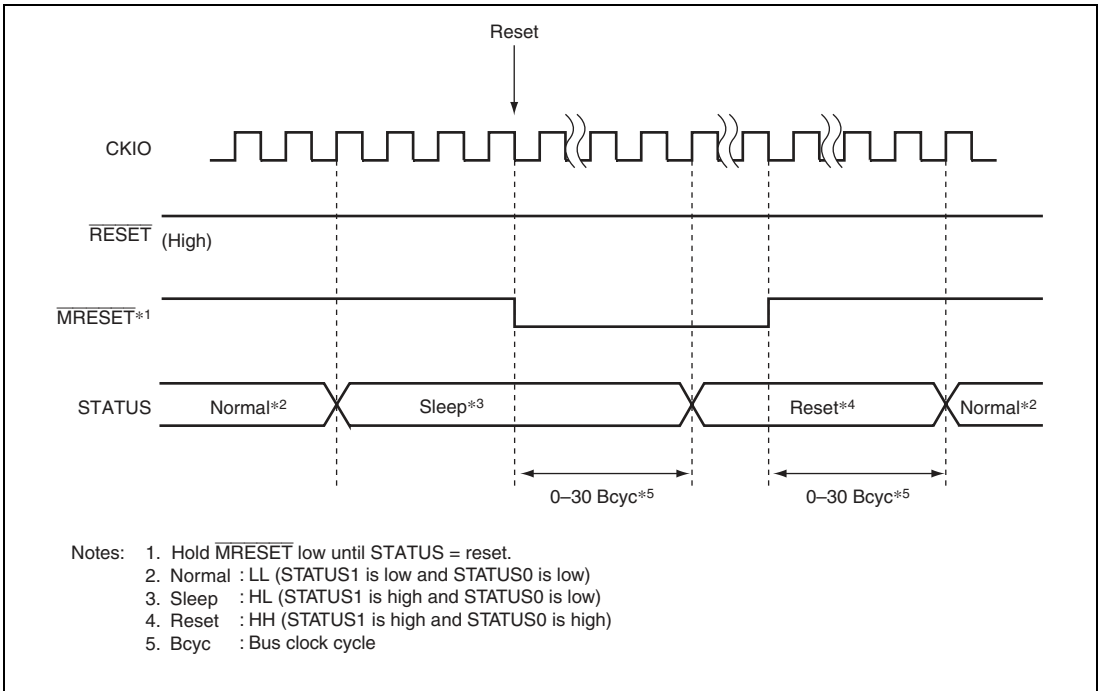 Reset
CKIO
RESET (High)
MRESET*1
STATUS Normal*2 Sleep*3 Reset*4 Normal*2
0–30 Bcyc*5 0–30 Bcyc*5
Notes: 1. Hold MRESET low until STATUS = reset.
2. Normal : LL (STATUS1 is low and STATUS0 is low)
3. Sleep : HL (STATUS1 is high and STATUS0 is low)
4. Reset : HH (STATUS1 is high and STATUS0 is high)
5. Bcyc : Bus clock cycle